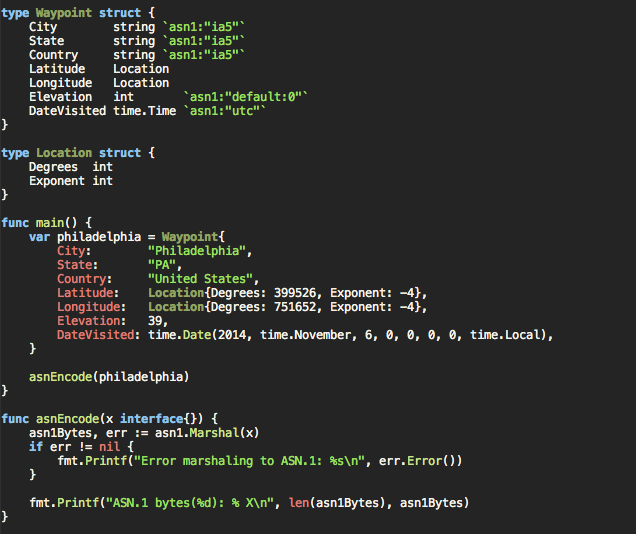 type Waypoint struct {
    City        string `asn1:"ia5"`
    State       string `asn1:"ia5"`
    Country     string `asn1:"ia5"`
    Latitude    Location
    Longitude   Location
    Elevation   int       `asn1:"default:0"`
    DateVisited time.Time `asn1:"utc"`
}

type Location struct {
    Degrees  int
    Exponent int
}

func main() {
    var philadelphia = Waypoint{
        City:        "Philadelphia",
        State:       "PA",
        Country:     "United States",
        Latitude:    Location{Degrees: 399526, Exponent: -4},
        Longitude:   Location{Degrees: 751652, Exponent: -4},
        Elevation:   39,
        DateVisited: time.Date(2014, time.November, 6, 0, 0, 0, 0, time.Local),
    }

    asnEncode(philadelphia)
}

func asnEncode(x interface{}) {
    asn1Bytes, err := asn1.Marshal(x)
    if err != nil {
        fmt.Printf("Error marshaling to ASN.1: %s\n", err.Error())
    }

    fmt.Printf("ASN.1 bytes(%d): % X\n", len(asn1Bytes), asn1Bytes)
}